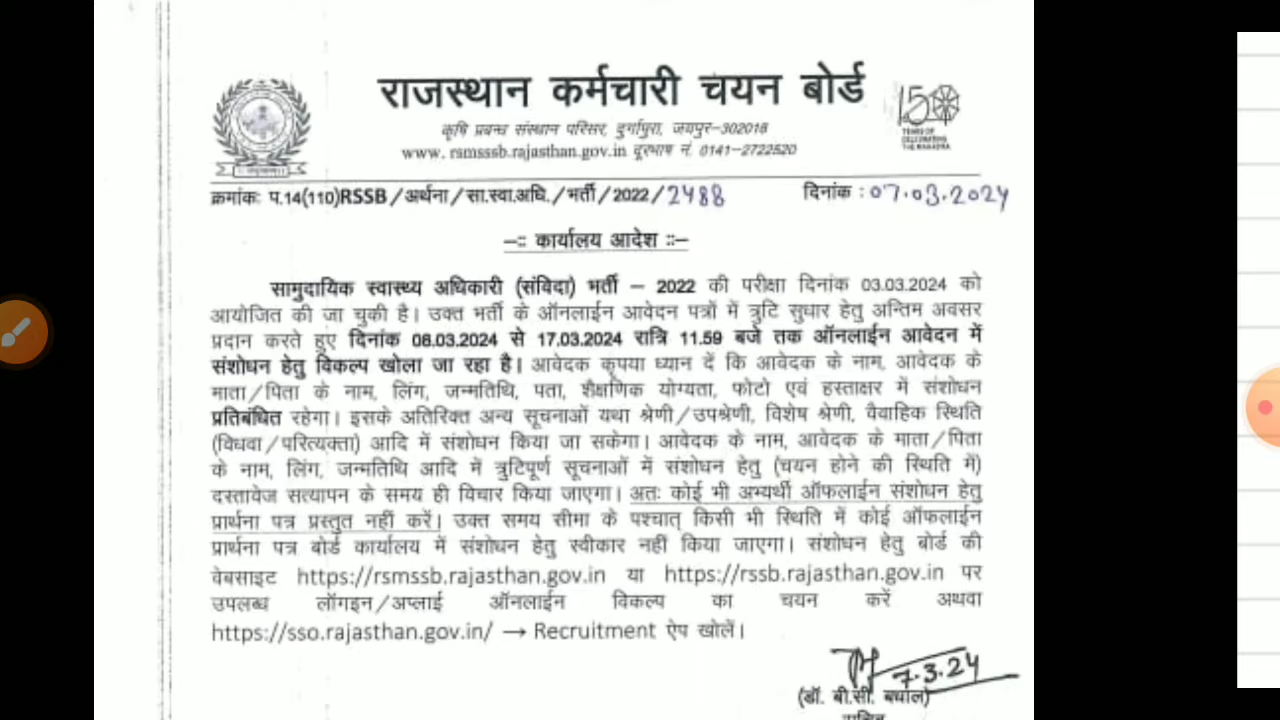 राजस्थान कर्मचारी चयन बोर्ड
कृषि प्रबन्ध संस्थान परिसर, दुर्गापुरा, जयपुर–302018
www. rsmsssb.rajasthan.gov.in दूरभाष नं. 0141–2722520
150
YEARS OF
CELEBRATING
THE MAHATMA
क्रमांकः प.14(110)RSSB/अर्थना/सा.स्वा.अधि./भर्ती/2022/2488 दिनांक : 07.03.2024
–:: कार्यालय आदेश ::–
सामुदायिक स्वास्थ्य अधिकारी (संविदा) भर्ती – 2022 की परीक्षा दिनांक 03.03.2024 को
आयोजित की जा चुकी है। उक्त भर्ती के ऑनलाईन आवेदन पत्रों में त्रुटि सुधार हेतु अन्तिम अवसर
प्रदान करते हुए दिनांक 08.03.2024 से 17.03.2024 रात्रि 11.59 बजे तक ऑनलाईन आवेदन में
संशोधन हेतु विकल्प खोला जा रहा है। आवेदक कृपया ध्यान दें कि आवेदक के नाम, आवेदक के
माता/पिता के नाम, लिंग, जन्मतिथि, पता, शैक्षणिक योग्यता, फोटो एवं हस्ताक्षर में संशोधन
प्रतिबंधित रहेगा। इसके अतिरिक्त अन्य सूचनाओं यथा श्रेणी/उपश्रेणी, विशेष श्रेणी, वैवाहिक स्थिति
(विधवा/परित्यक्ता) आदि में संशोधन किया जा सकेगा। आवेदक के नाम, आवेदक के माता/पिता
के नाम, लिंग, जन्मतिथि आदि में त्रुटिपूर्ण सूचनाओं में संशोधन हेतु (चयन होने की स्थिति में)
दस्तावेज सत्यापन के समय ही विचार किया जाएगा। अतः कोई भी अभ्यर्थी ऑफलाईन संशोधन हेतु
प्रार्थना पत्र प्रस्तुत नहीं करें। उक्त समय सीमा के पश्चात् किसी भी स्थिति में कोई ऑफलाईन
प्रार्थना पत्र बोर्ड कार्यालय में संशोधन हेतु स्वीकार नहीं किया जाएगा। संशोधन हेतु बोर्ड की
वेबसाइट https://rsmssb.rajasthan.gov.in या https://rssb.rajasthan.gov.in पर
उपलब्ध लॉगइन/अप्लाई ऑनलाईन विकल्प का चयन करें अथवा
https://sso.rajasthan.gov.in/ → Recruitment ऐप खोलें।
7.3.24
(डॉ. बी.सी. बधाल)